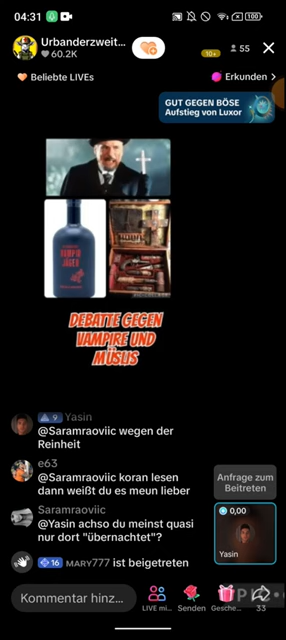 04:31
100
Urbanderzweit...
60.2K
10+
55
Beliebte LIVEs
Erkunden
GUT GEGEN BÖSE
Aufstieg von Luxor
VAMPIR
JÄGER
DEBATTE GEGEN
VAMPIRE UND
MÜSLIS
9 Yasin
@Saramraoviic wegen der
Reinheit
e63
@Saramraoviic koran lesen
dann weißt du es meun lieber
Saramraoviic
@Yasin achso du meinst quasi
nur dort "übernachtet"?
16 MARY777 ist beigetreten
Anfrage zum
Beitreten
0,00
Yasin
Kommentar hinz...
LIVE mi...
Senden
Gesche...
33